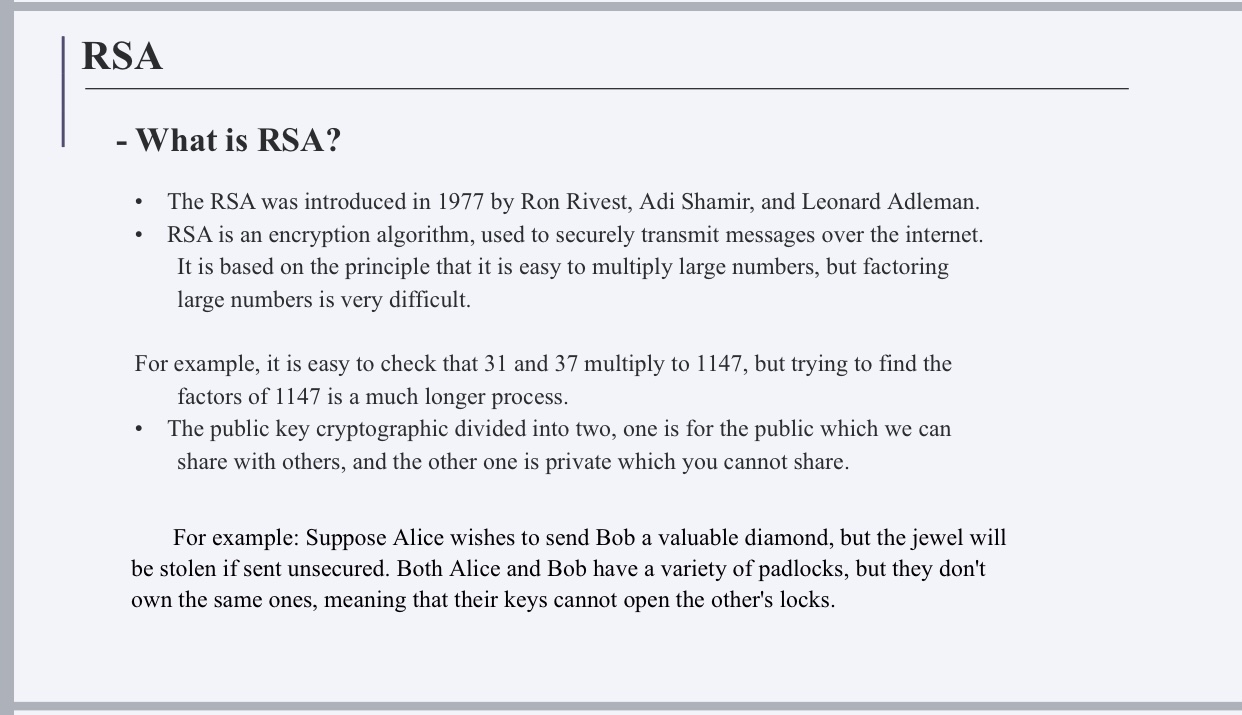 RSA
- What is RSA?
• The RSA was introduced in 1977 by Ron Rivest, Adi Shamir, and Leonard Adleman.
• RSA is an encryption algorithm, used to securely transmit messages over the internet.
It is based on the principle that it is easy to multiply large numbers, but factoring
large numbers is very difficult.
For example, it is easy to check that 31 and 37 multiply to 1147, but trying to find the
factors of 1147 is a much longer process.
• The public key cryptographic divided into two, one is for the public which we can
share with others, and the other one is private which you cannot share.
For example: Suppose Alice wishes to send Bob a valuable diamond, but the jewel will
be stolen if sent unsecured. Both Alice and Bob have a variety of padlocks, but they don't
own the same ones, meaning that their keys cannot open the other's locks.